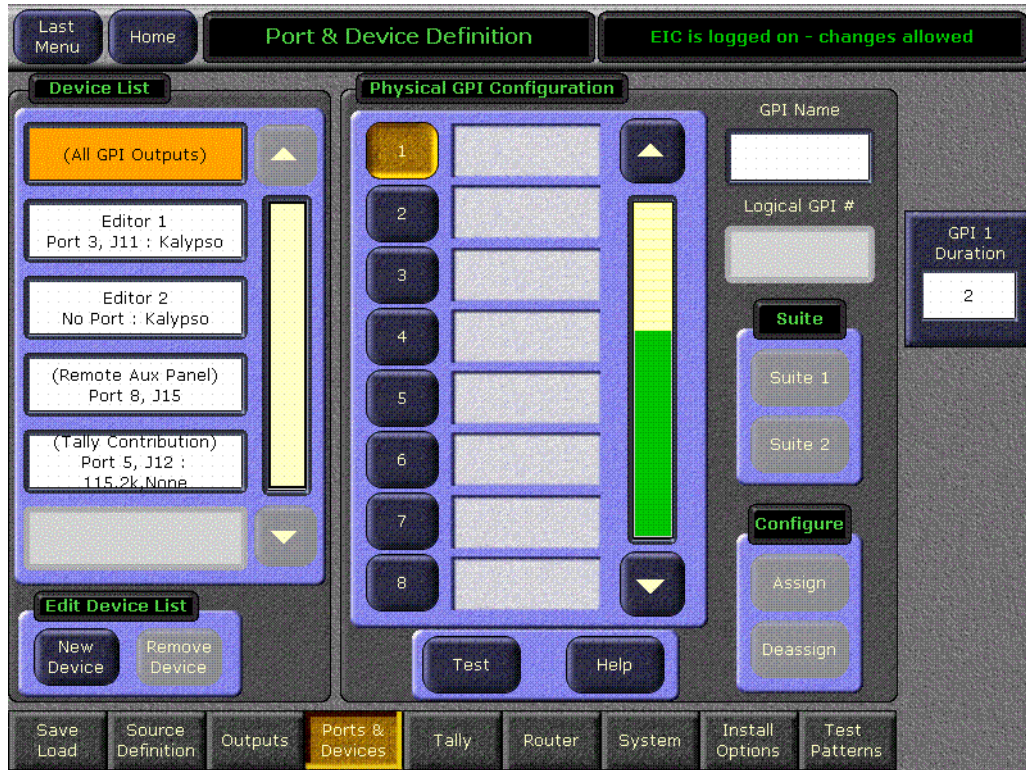 Last
Menu
Home
Port & Device Definition
EIC is logged on - changes allowed
Device List
(All GPI Outputs)
Editor 1
Port 3, J11 : Kalypso
Editor 2
No Port : Kalypso
(Remote Aux Panel)
Port 8, J15
(Tally Contribution)
Port 5, J12 :
115.2k,None
Edit Device List
New
Device
Remove
Device
Physical GPI Configuration
1
2
3
4
5
6
7
8
Test
Help
GPI Name
Logical GPI #
Suite
Suite 1
Suite 2
Configure
Assign
Deassign
GPI 1
Duration
2
Save
Load
Source
Definition
Outputs
Ports &
Devices
Tally
Router
System
Install
Options
Test
Patterns